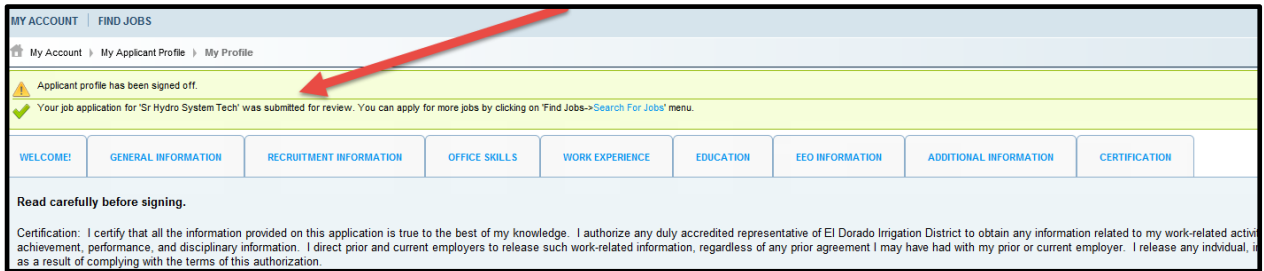 MY ACCOUNT FIND JOBS
My Account My Applicant Profile My Profile
Applicant profile has been signed off.
Your job application for 'Sr Hydro System Tech' was submitted for review. You can apply for more jobs by clicking on 'Find Jobs->Search For Jobs' menu.
WELCOME! GENERAL INFORMATION RECRUITMENT INFORMATION OFFICE SKILLS WORK EXPERIENCE EDUCATION EEO INFORMATION ADDITIONAL INFORMATION CERTIFICATION
Read carefully before signing.
Certification: I certify that all the information provided on this application is true to the best of my knowledge. I authorize any duly accredited representative of El Dorado Irrigation District to obtain any information related to my work-related
achievement, performance, and disciplinary information. I direct prior and current employers to release such work-related information, regardless of any prior agreement I may have had with my prior or current employer. I release any indvidual,
as a result of complying with the terms of this authorization.